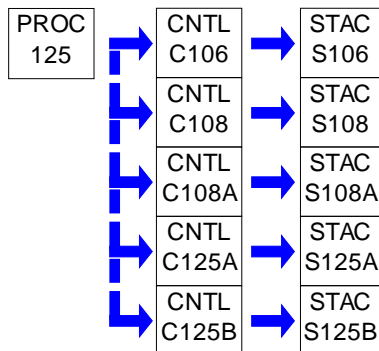 PROC
125
CNTL
C106
STAC
S106
CNTL
C108
STAC
S108
CNTL
C108A
STAC
S108A
CNTL
C125A
STAC
S125A
CNTL
C125B
STAC
S125B